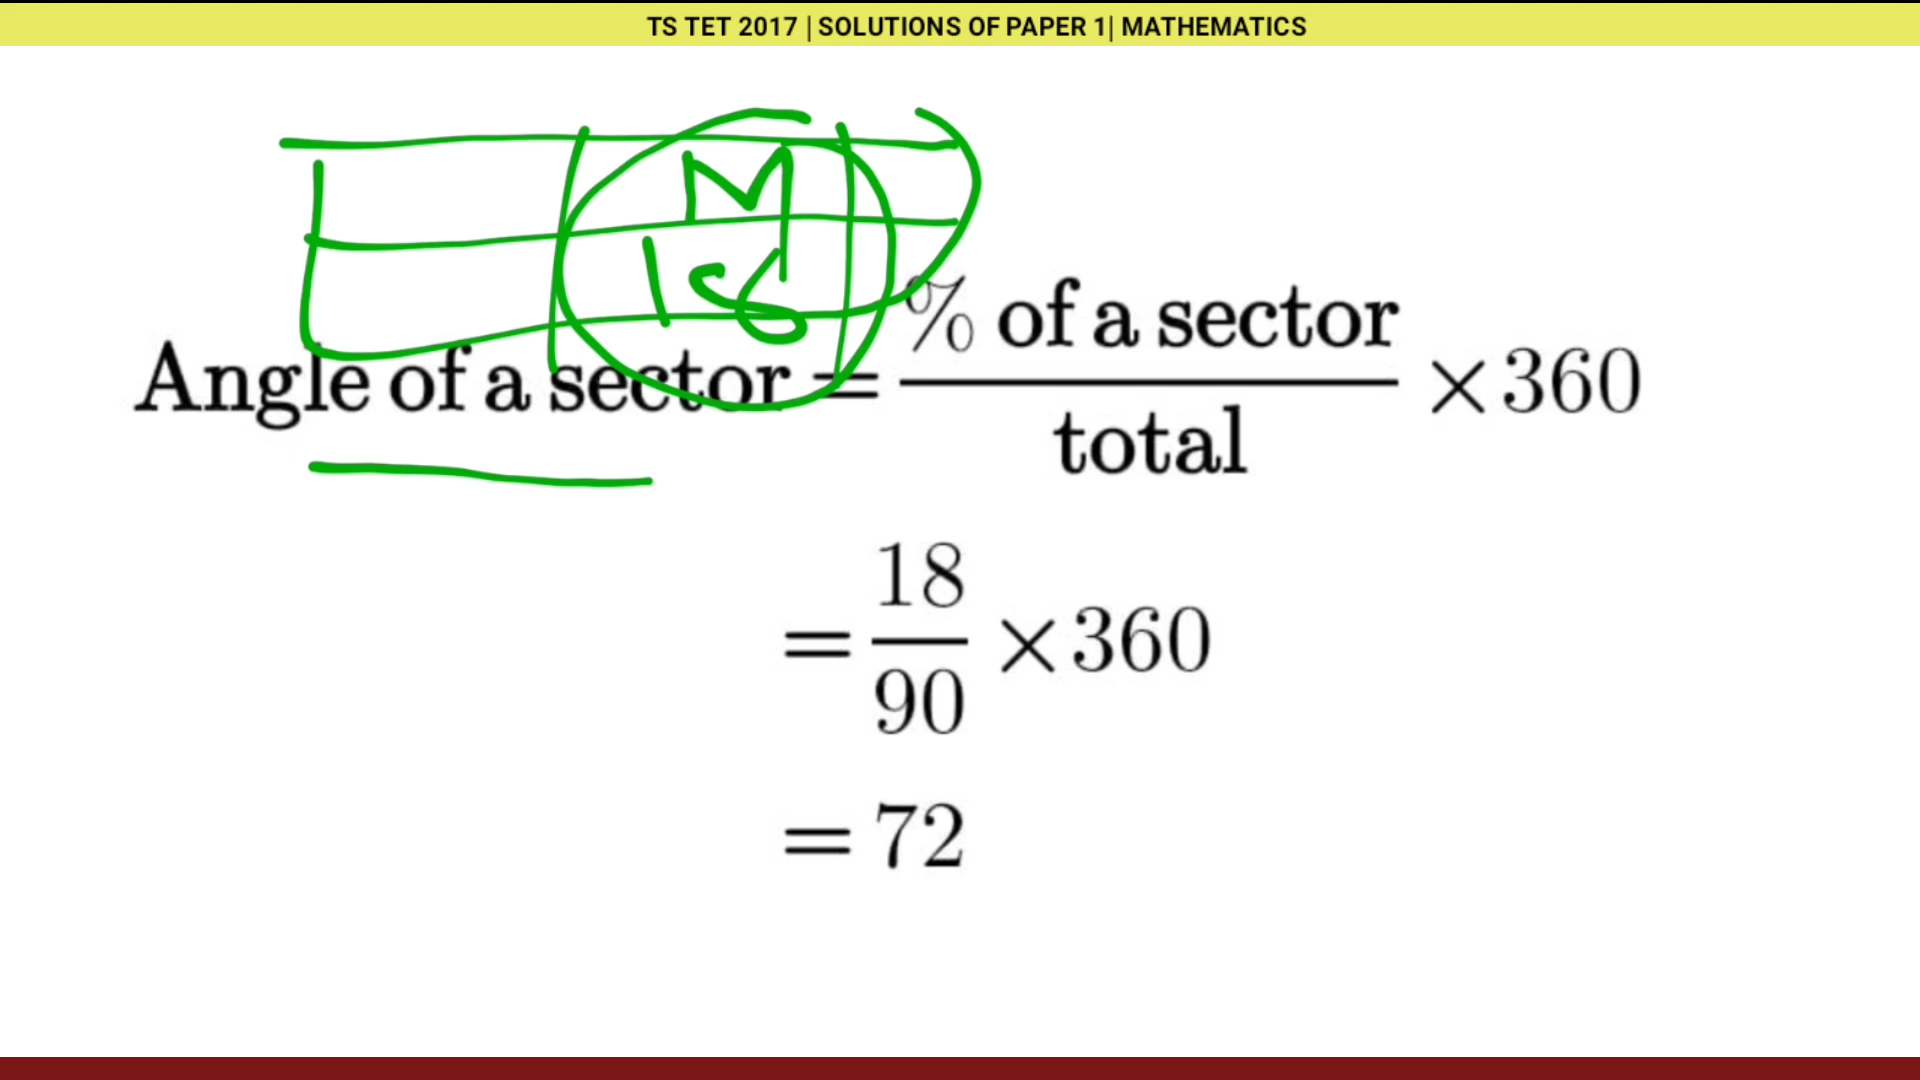 TS TET 2017 | SOLUTIONS OF PAPER 1| MATHEMATICS
M
18
Angle of a sector = % of a sector / total ×360
= 18 / 90 ×360
= 72